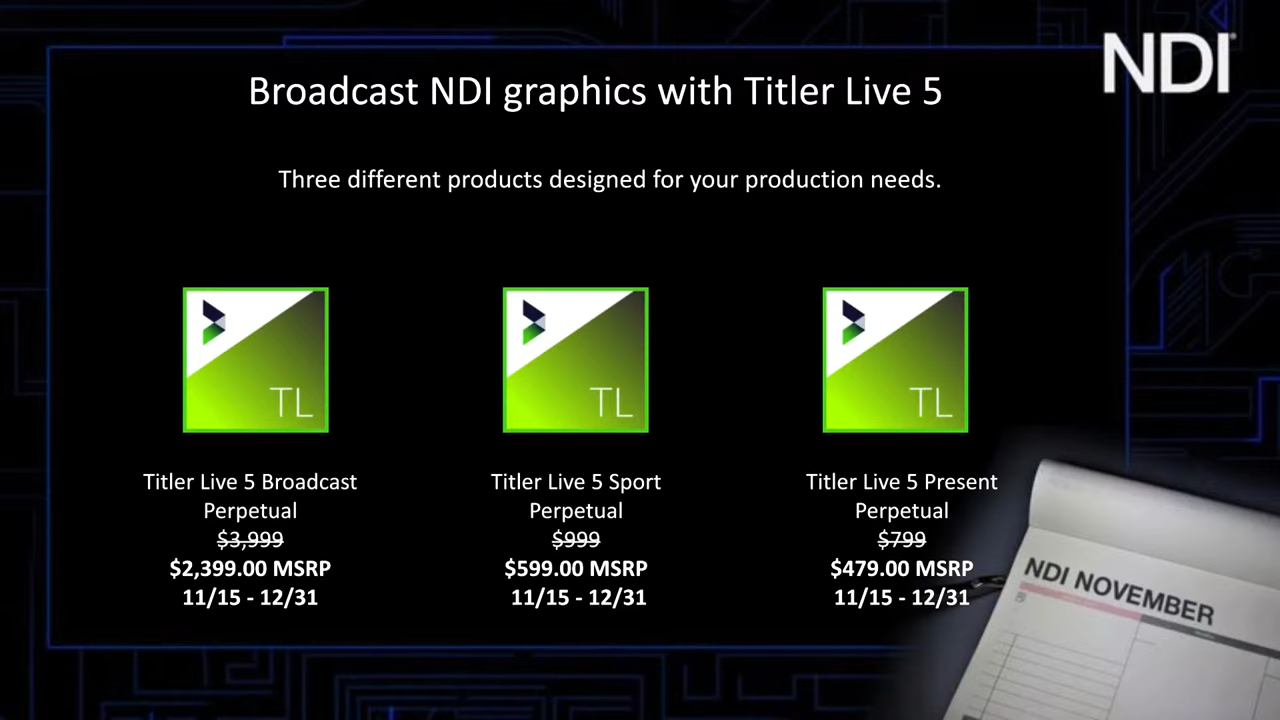 NDI
Broadcast NDI graphics with Titler Live 5
Three different products designed for your production needs.
TL
TL
TL
Titler Live 5 Broadcast
Perpetual
$3,999
$2,399.00 MSRP
11/15 - 12/31
Titler Live 5 Sport
Perpetual
$999
$599.00 MSRP
11/15 - 12/31
Titler Live 5 Present
Perpetual
$799
$479.00 MSRP
11/15 - 12/31
NDI NOVEMBER